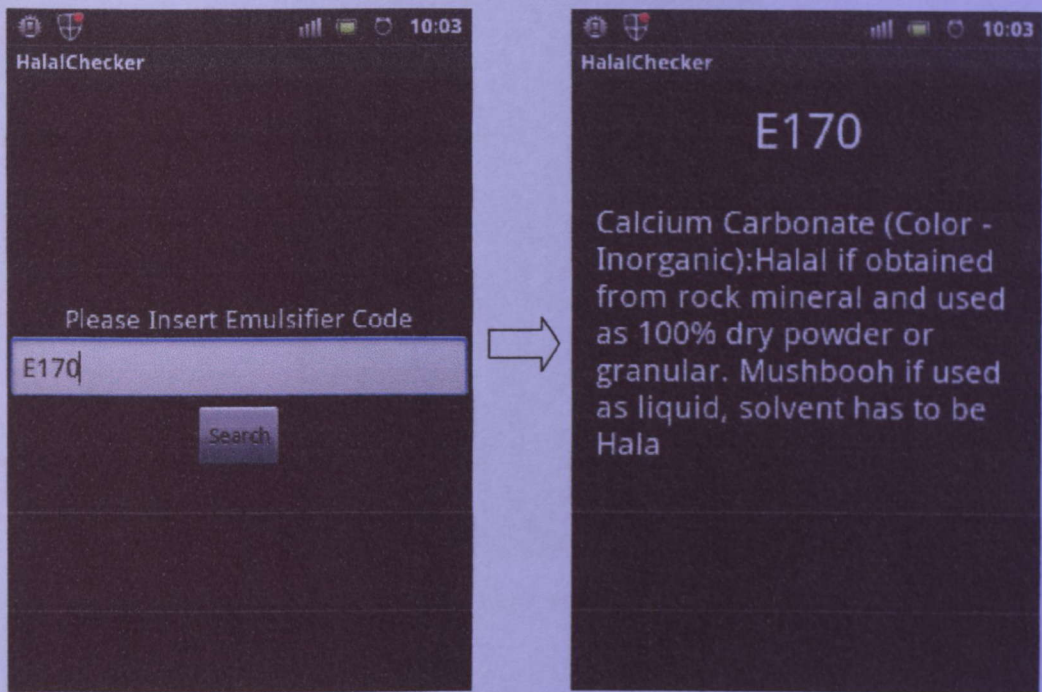 10:03
HalalChecker
Please Insert Emulsifier Code
E170
Search
10:03
HalalChecker
E170
Calcium Carbonate (Color -
Inorganic):Halal if obtained
from rock mineral and used
as 100% dry powder or
granular. Mushbooh if used
as liquid, solvent has to be
Hala